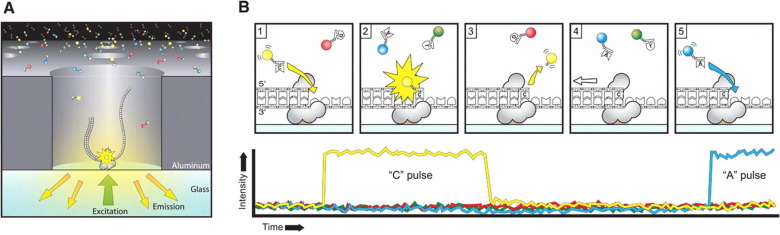 A
Aluminum
Glass
Excitation
Emission
B
1
2
3
4
5
5'
3'
Intensity
"C" pulse
"A" pulse
Time